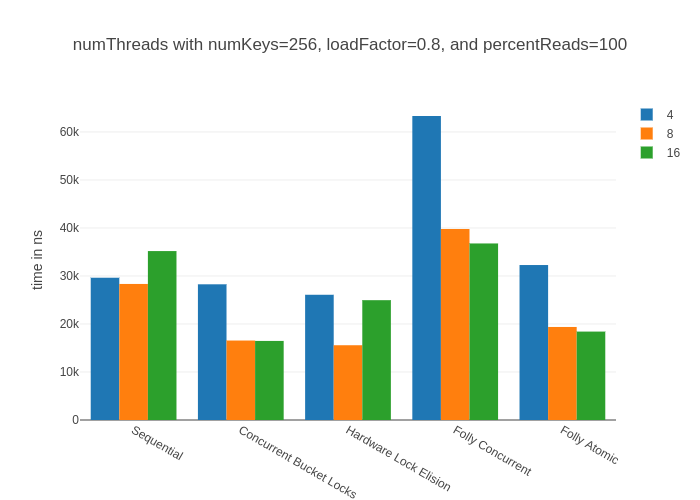 numThreads with numKeys=256, loadFactor=0.8, and percentReads=100
4
8
16
60k
50k
40k
30k
20k
10k
0
time in ns
Sequential
Concurrent Bucket Locks
Hardware Lock Elision
Folly Concurrent
Folly Atomic